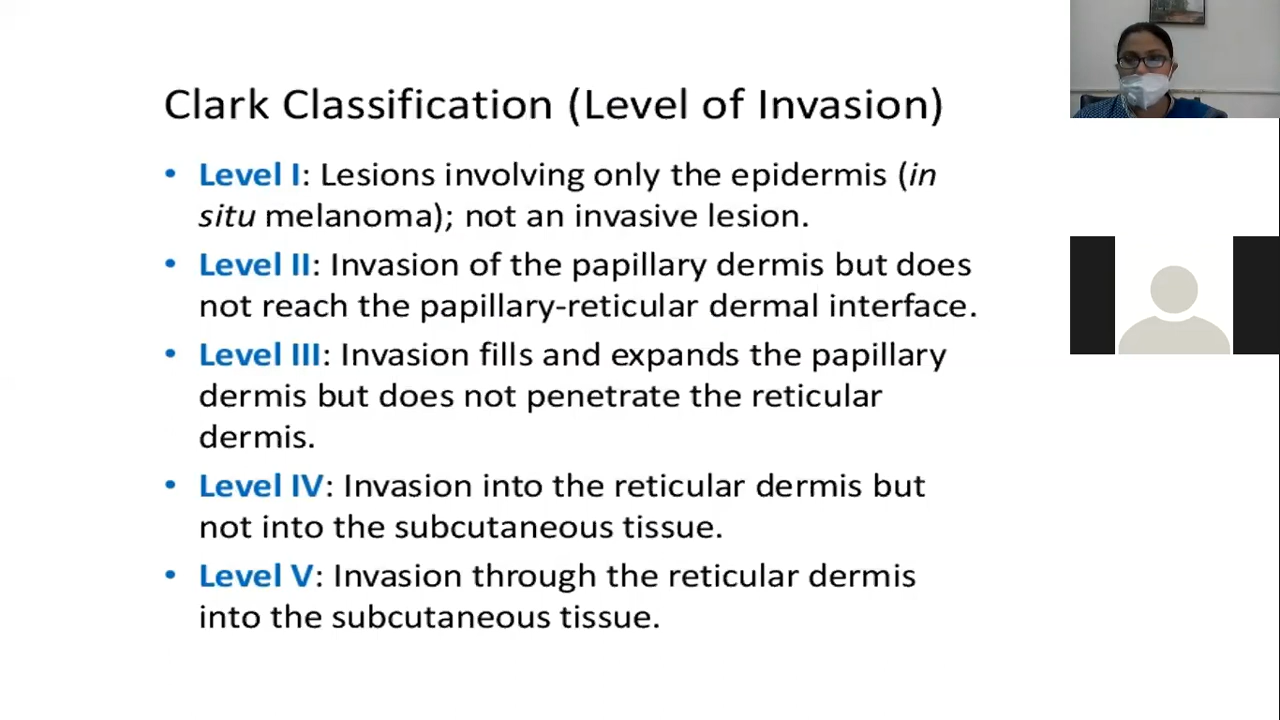 Clark Classification (Level of Invasion)
• Level I: Lesions involving only the epidermis (in
situ melanoma); not an invasive lesion.
• Level II: Invasion of the papillary dermis but does
not reach the papillary-reticular dermal interface.
• Level III: Invasion fills and expands the papillary
dermis but does not penetrate the reticular
dermis.
• Level IV: Invasion into the reticular dermis but
not into the subcutaneous tissue.
• Level V: Invasion through the reticular dermis
into the subcutaneous tissue.